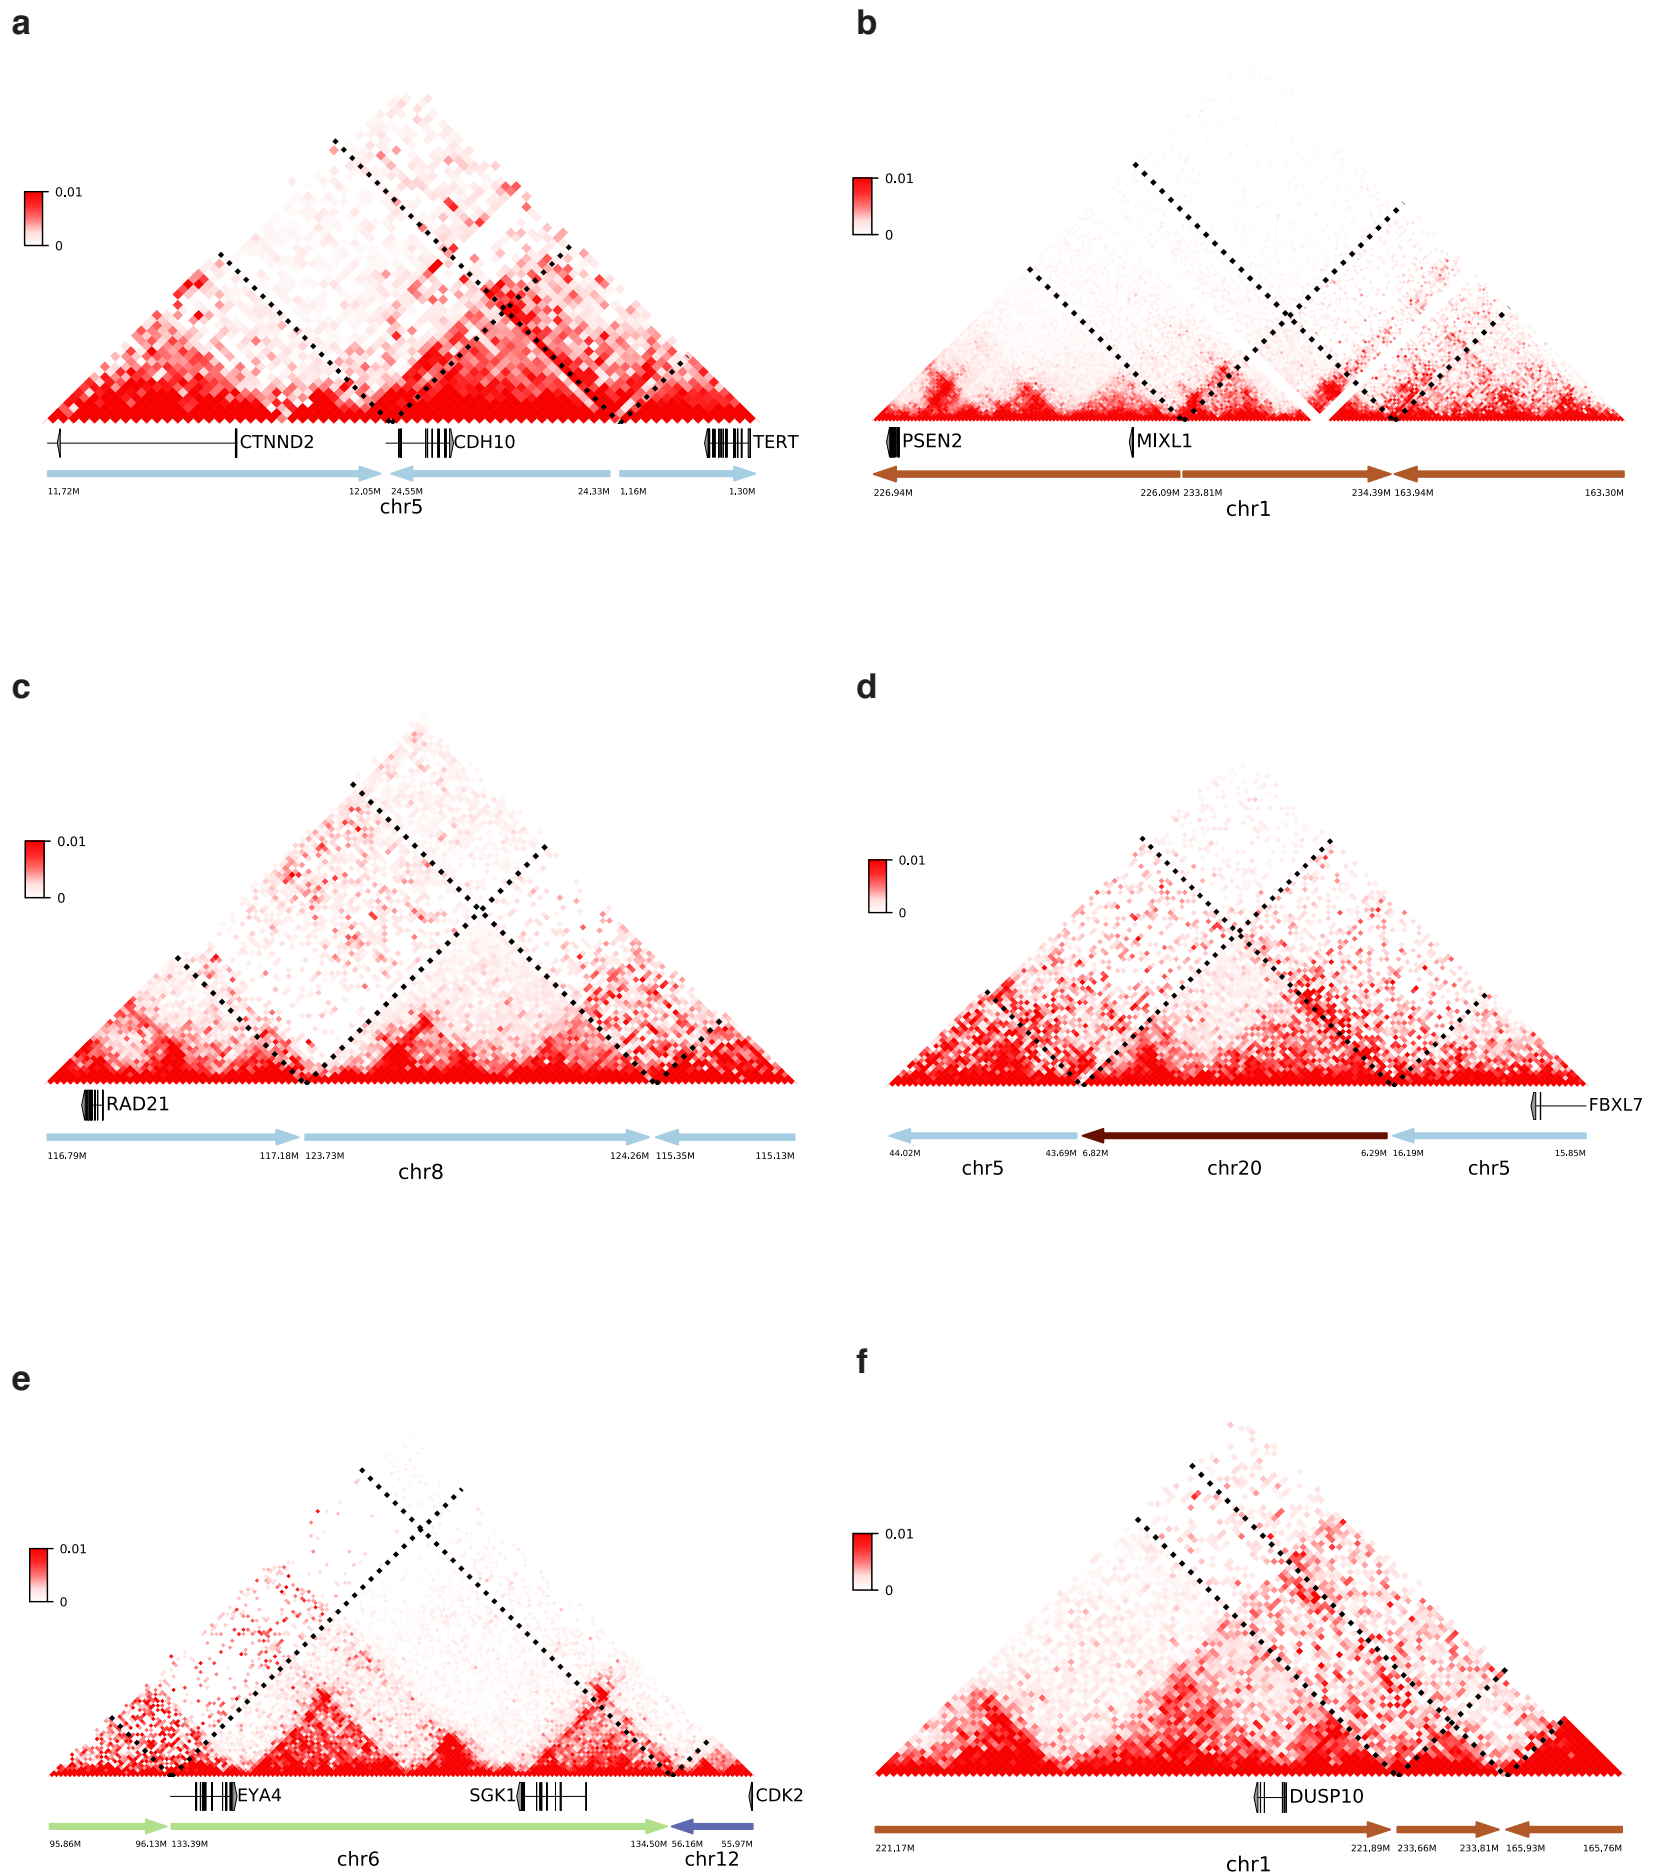 a
0.01
0
CTNND2 CDH10 TERT
11.72M 12.05M 24.55M 24.33M 1.16M 1.30M
chr5
b
0.01
0
PSEN2 MIXL1
226.94M 226.09M 233.81M 234.39M 163.94M 163.30M
chr1
c
0.01
0
RAD21
116.79M 117.18M 123.73M 124.26M 115.35M 115.13M
chr8
d
0.01
0
FBXL7
44.02M 43.69M 6.82M 6.29M 16.19M 15.85M
chr5 chr20 chr5
e
0.01
0
EYA4 SGK1 CDK2
95.86M 96.13M 133.39M 134.50M 56.16M 55.97M
chr6 chr12
f
0.01
0
DUSP10
221.17M 221.89M 233.66M 233.81M 165.93M 165.76M
chr1